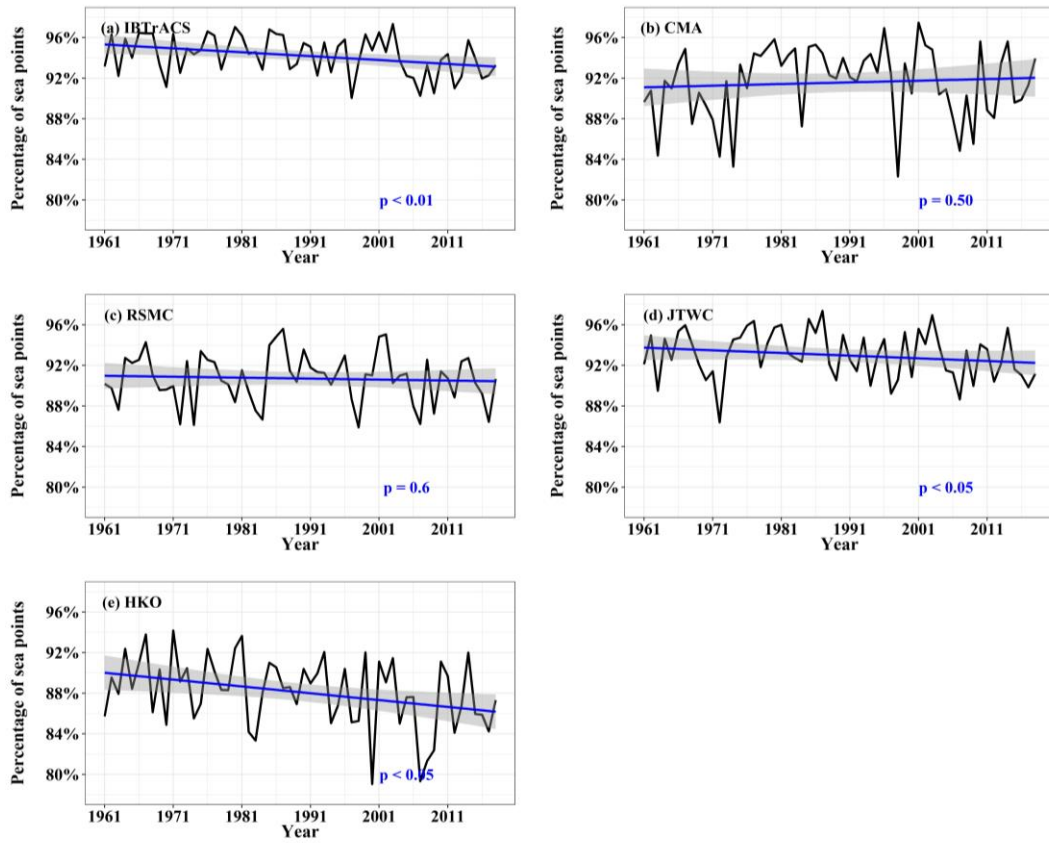 (a) IBTrACS
Percentage of sea points
96%
92%
88%
84%
80%
p < 0.01
1961 1971 1981 1991 2001 2011
Year
(b) CMA
Percentage of sea points
96%
92%
88%
84%
80%
p = 0.50
1961 1971 1981 1991 2001 2011
Year
(c) RSMC
Percentage of sea points
96%
92%
88%
84%
80%
p = 0.6
1961 1971 1981 1991 2001 2011
Year
(d) JTWC
Percentage of sea points
96%
92%
88%
84%
80%
p < 0.05
1961 1971 1981 1991 2001 2011
Year
(e) HKO
Percentage of sea points
96%
92%
88%
84%
80%
p < 0.05
1961 1971 1981 1991 2001 2011
Year